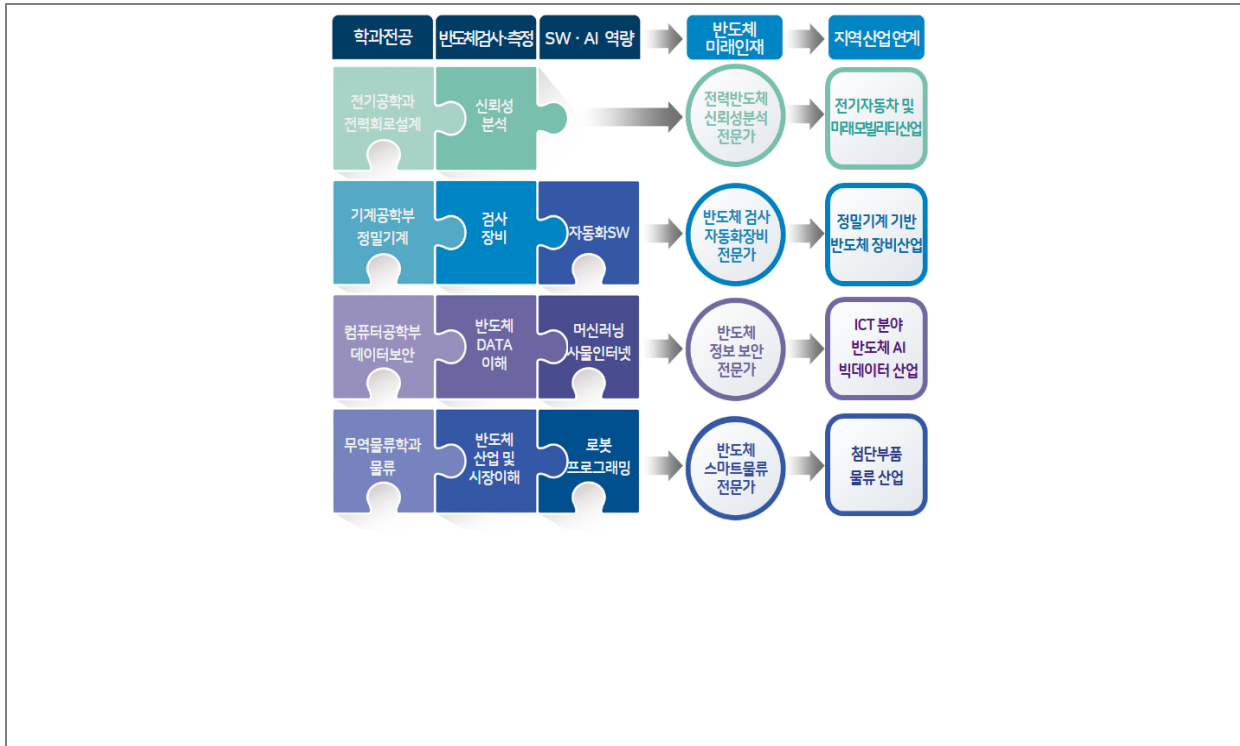 학과전공
반도체검사·측정
SW · AI 역량
반도체
미래인재
지역산업연계
전기공학과
전력회로설계
신뢰성
분석
전력반도체
신뢰성분석
전문가
전기자동차 및
미래모빌리티산업
기계공학부
정밀기계
검사
장비
자동화SW
반도체 검사
자동화장비
전문가
정밀기계 기반
반도체 장비산업
컴퓨터공학부
데이터보안
반도체
DATA
이해
머신러닝
사물인터넷
반도체
정보 보안
전문가
ICT 분야
반도체 AI
빅데이터 산업
무역물류학과
물류
반도체
산업 및
시장이해
로봇
프로그래밍
반도체
스마트물류
전문가
첨단부품
물류 산업